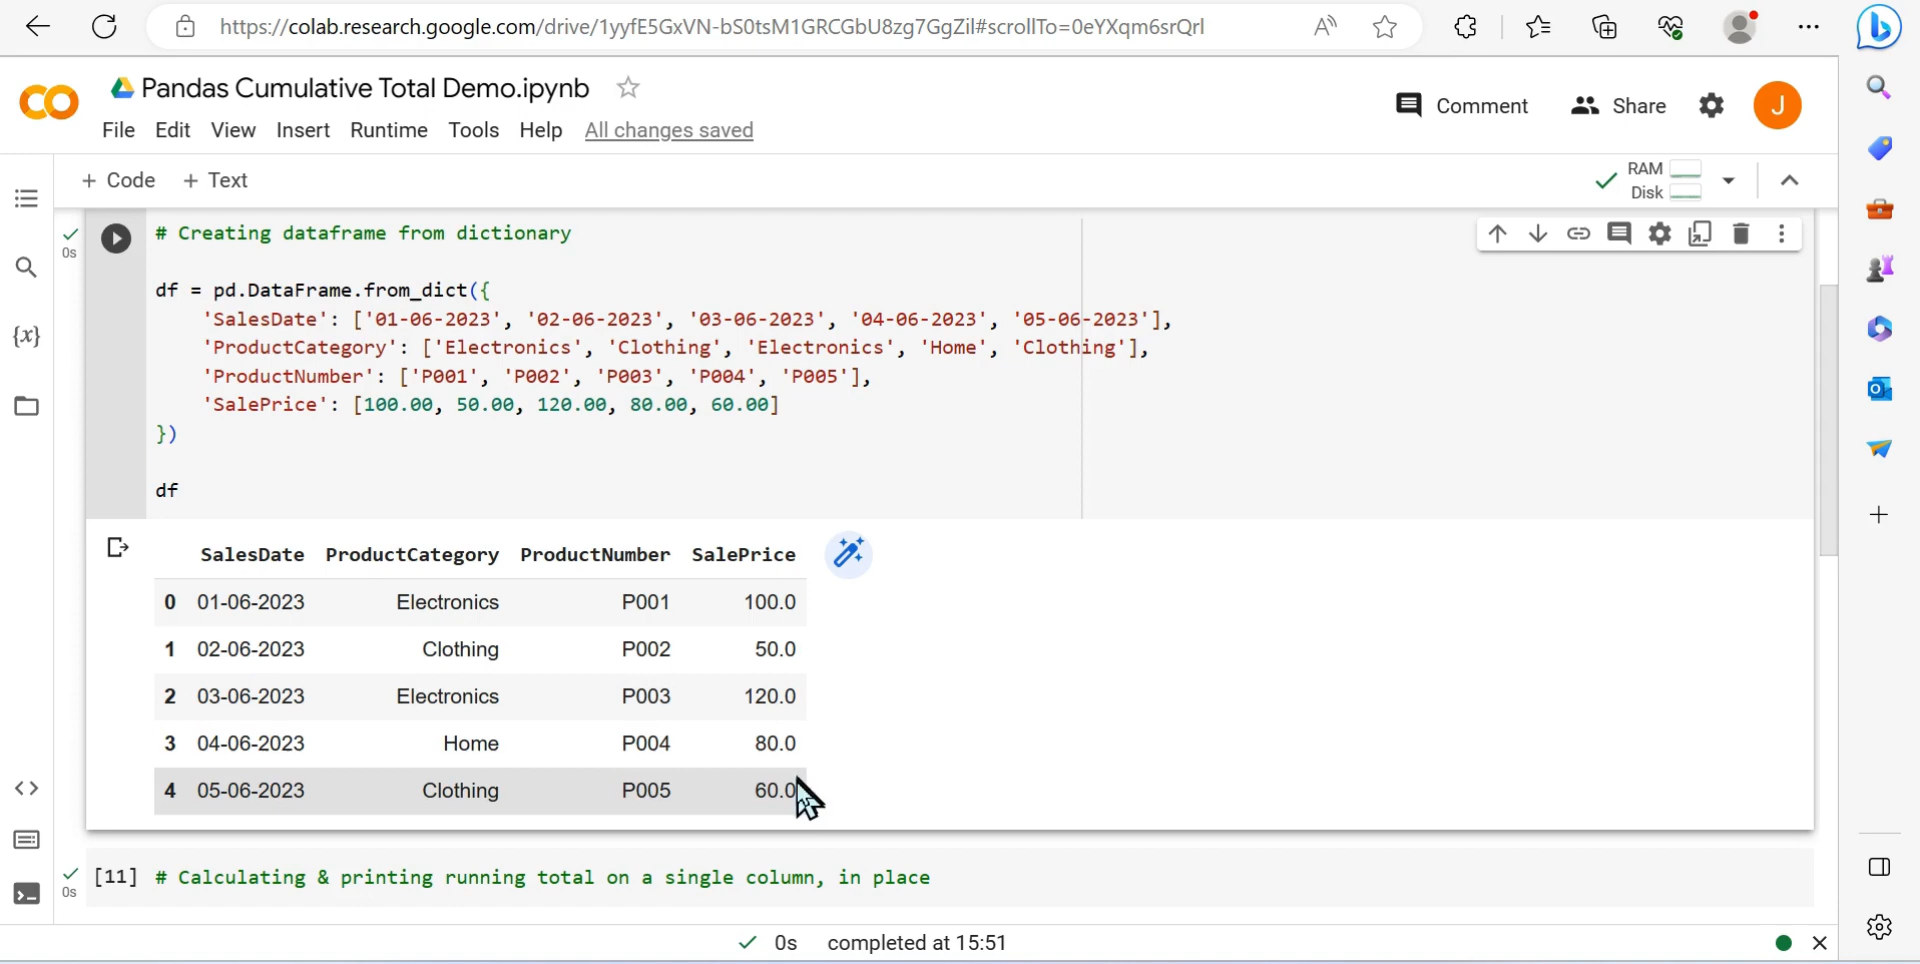 https://colab.research.google.com/drive/1yyfE5GxVN-bS0tsM1GRCGbU8zg7GgZil#scrollTo=0eYXqm6srQrl
Pandas Cumulative Total Demo.ipynb
Comment Share J
File Edit View Insert Runtime Tools Help All changes saved
+ Code + Text
RAM
Disk
0s
# Creating dataframe from dictionary
df = pd.DataFrame.from_dict({
'SalesDate': ['01-06-2023', '02-06-2023', '03-06-2023', '04-06-2023', '05-06-2023'],
'ProductCategory': ['Electronics', 'Clothing', 'Electronics', 'Home', 'Clothing'],
'ProductNumber': ['P001', 'P002', 'P003', 'P004', 'P005'],
'SalePrice': [100.00, 50.00, 120.00, 80.00, 60.00]
})
df
SalesDate ProductCategory ProductNumber SalePrice
0 01-06-2023 Electronics P001 100.0
1 02-06-2023 Clothing P002 50.0
2 03-06-2023 Electronics P003 120.0
3 04-06-2023 Home P004 80.0
4 05-06-2023 Clothing P005 60.0
0s [11] # Calculating & printing running total on a single column, in place
0s completed at 15:51